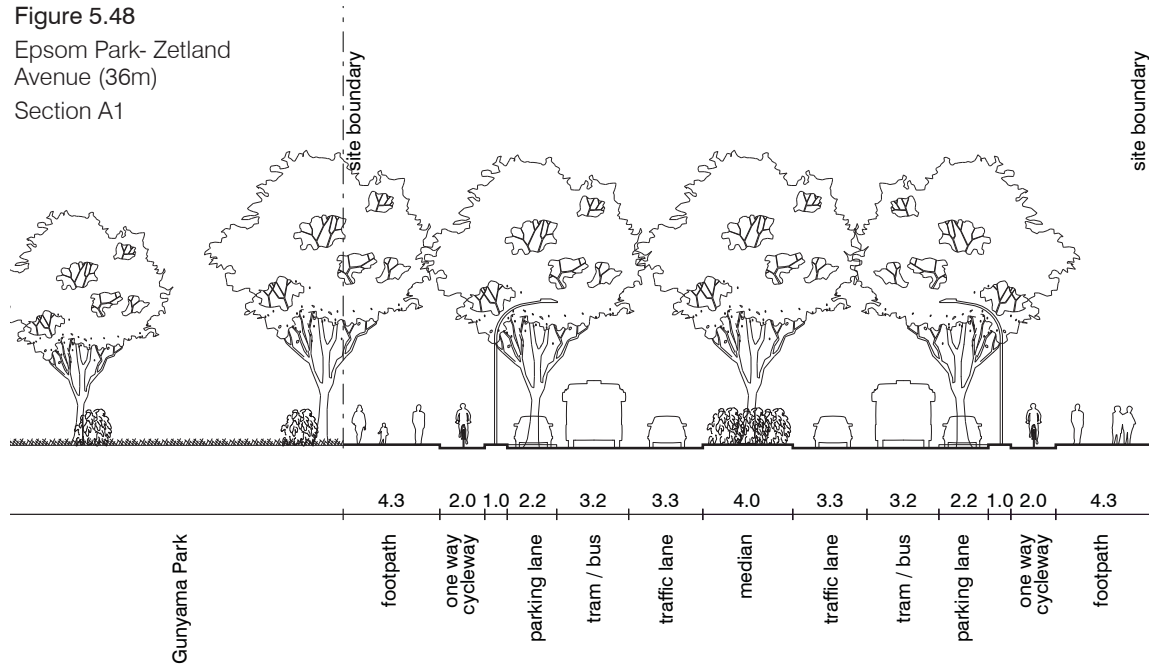 Figure 5.48
Epsom Park- Zetland
Avenue (36m)
Section A1
site boundary
site boundary
4.3 2.0 1.0 2.2 3.2 3.3 4.0 3.3 3.2 2.2 1.0 2.0 4.3
Gunyama Park
footpath
one way
cycleway
parking lane
tram / bus
traffic lane
median
traffic lane
tram / bus
parking lane
one way
cycleway
footpath